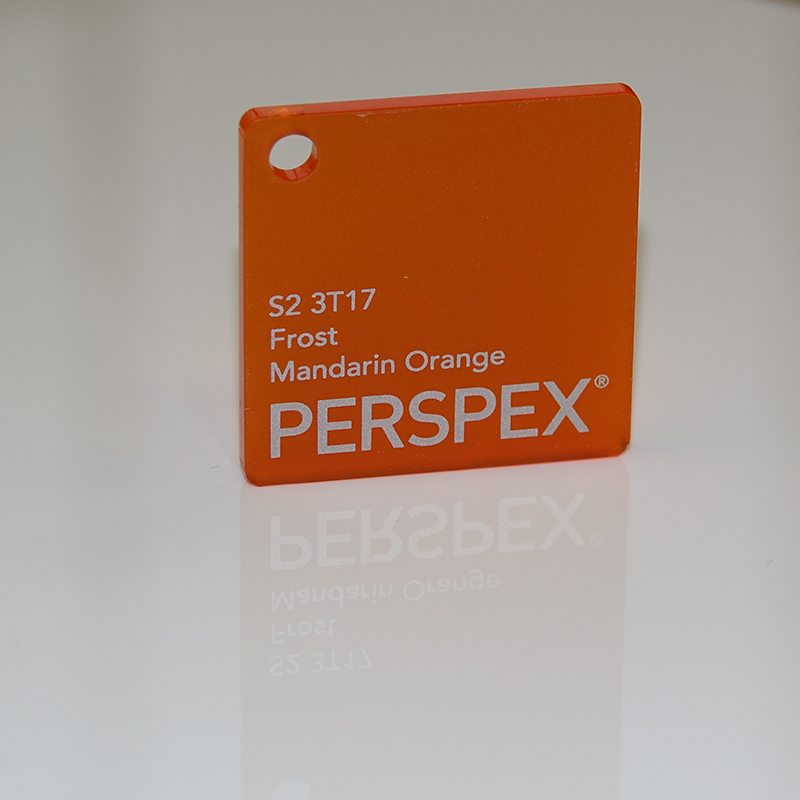 S2 3T17
Frost
Mandarin Orange
PERSPEX®